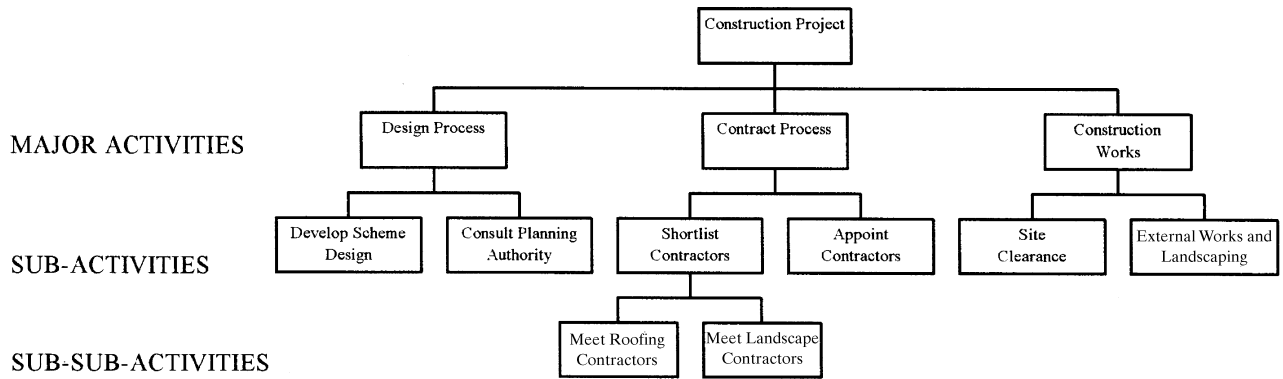 Construction Project
MAJOR ACTIVITIES
Design Process
Contract Process
Construction
Works
SUB-ACTIVITIES
Develop Scheme
Design
Consult Planning
Authority
Shortlist
Contractors
Appoint
Contractors
Site
Clearance
External Works and
Landscaping
SUB-SUB-ACTIVITIES
Meet Roofing
Contractors
Meet Landscape
Contractors